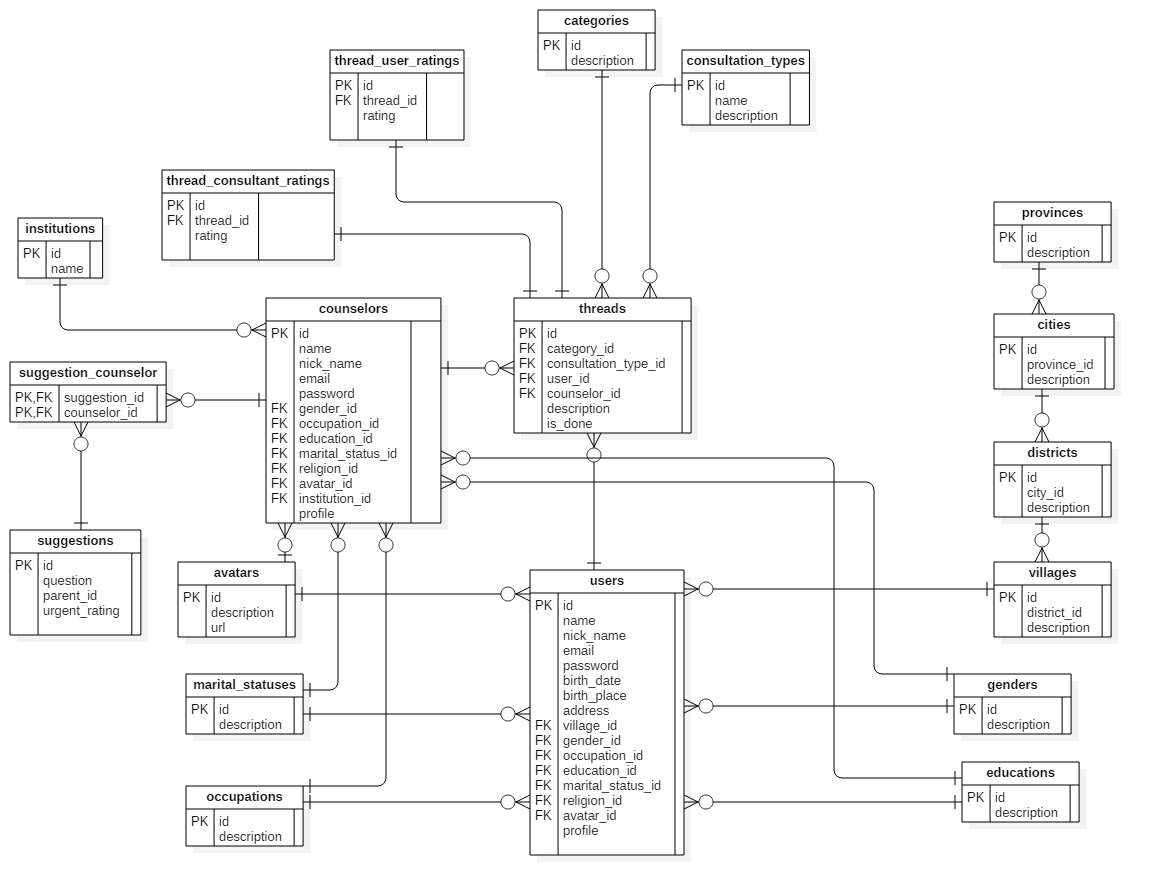 categories
PK id
description
consultation_types
PK id
name
description
thread_user_ratings
PK id
FK thread_id
rating
thread_consultant_ratings
PK id
FK thread_id
rating
institutions
PK id
name
provinces
PK id
description
counselors
PK id
name
nick_name
email
password
FK gender_id
FK occupation_id
FK education_id
FK marital_status_id
FK religion_id
FK avatar_id
FK institution_id
profile
threads
PK id
FK category_id
FK consultation_type_id
FK user_id
FK counselor_id
description
is_done
cities
PK id
province_id
description
suggestion_counselor
PK,FK suggestion_id
PK,FK counselor_id
districts
PK id
city_id
description
suggestions
PK id
question
parent_id
urgent_rating
avatars
PK id
description
url
users
PK id
name
nick_name
email
password
birth_date
birth_place
address
FK village_id
FK gender_id
FK occupation_id
FK education_id
FK marital_status_id
FK religion_id
FK avatar_id
profile
villages
PK id
district_id
description
marital_statuses
PK id
description
genders
PK id
description
occupations
PK id
description
educations
PK id
description